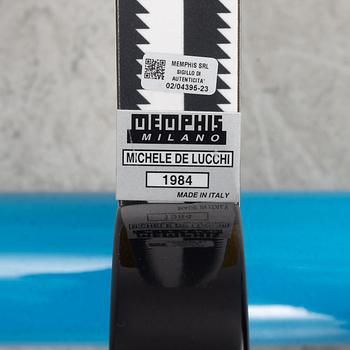 MEMPHIS SRL
SIGILLO DI
AUTENTICITA'
02/04395-23
MEMPHIS
MILANO
MICHELE DE LUCCHI
1984
MADE IN ITALY